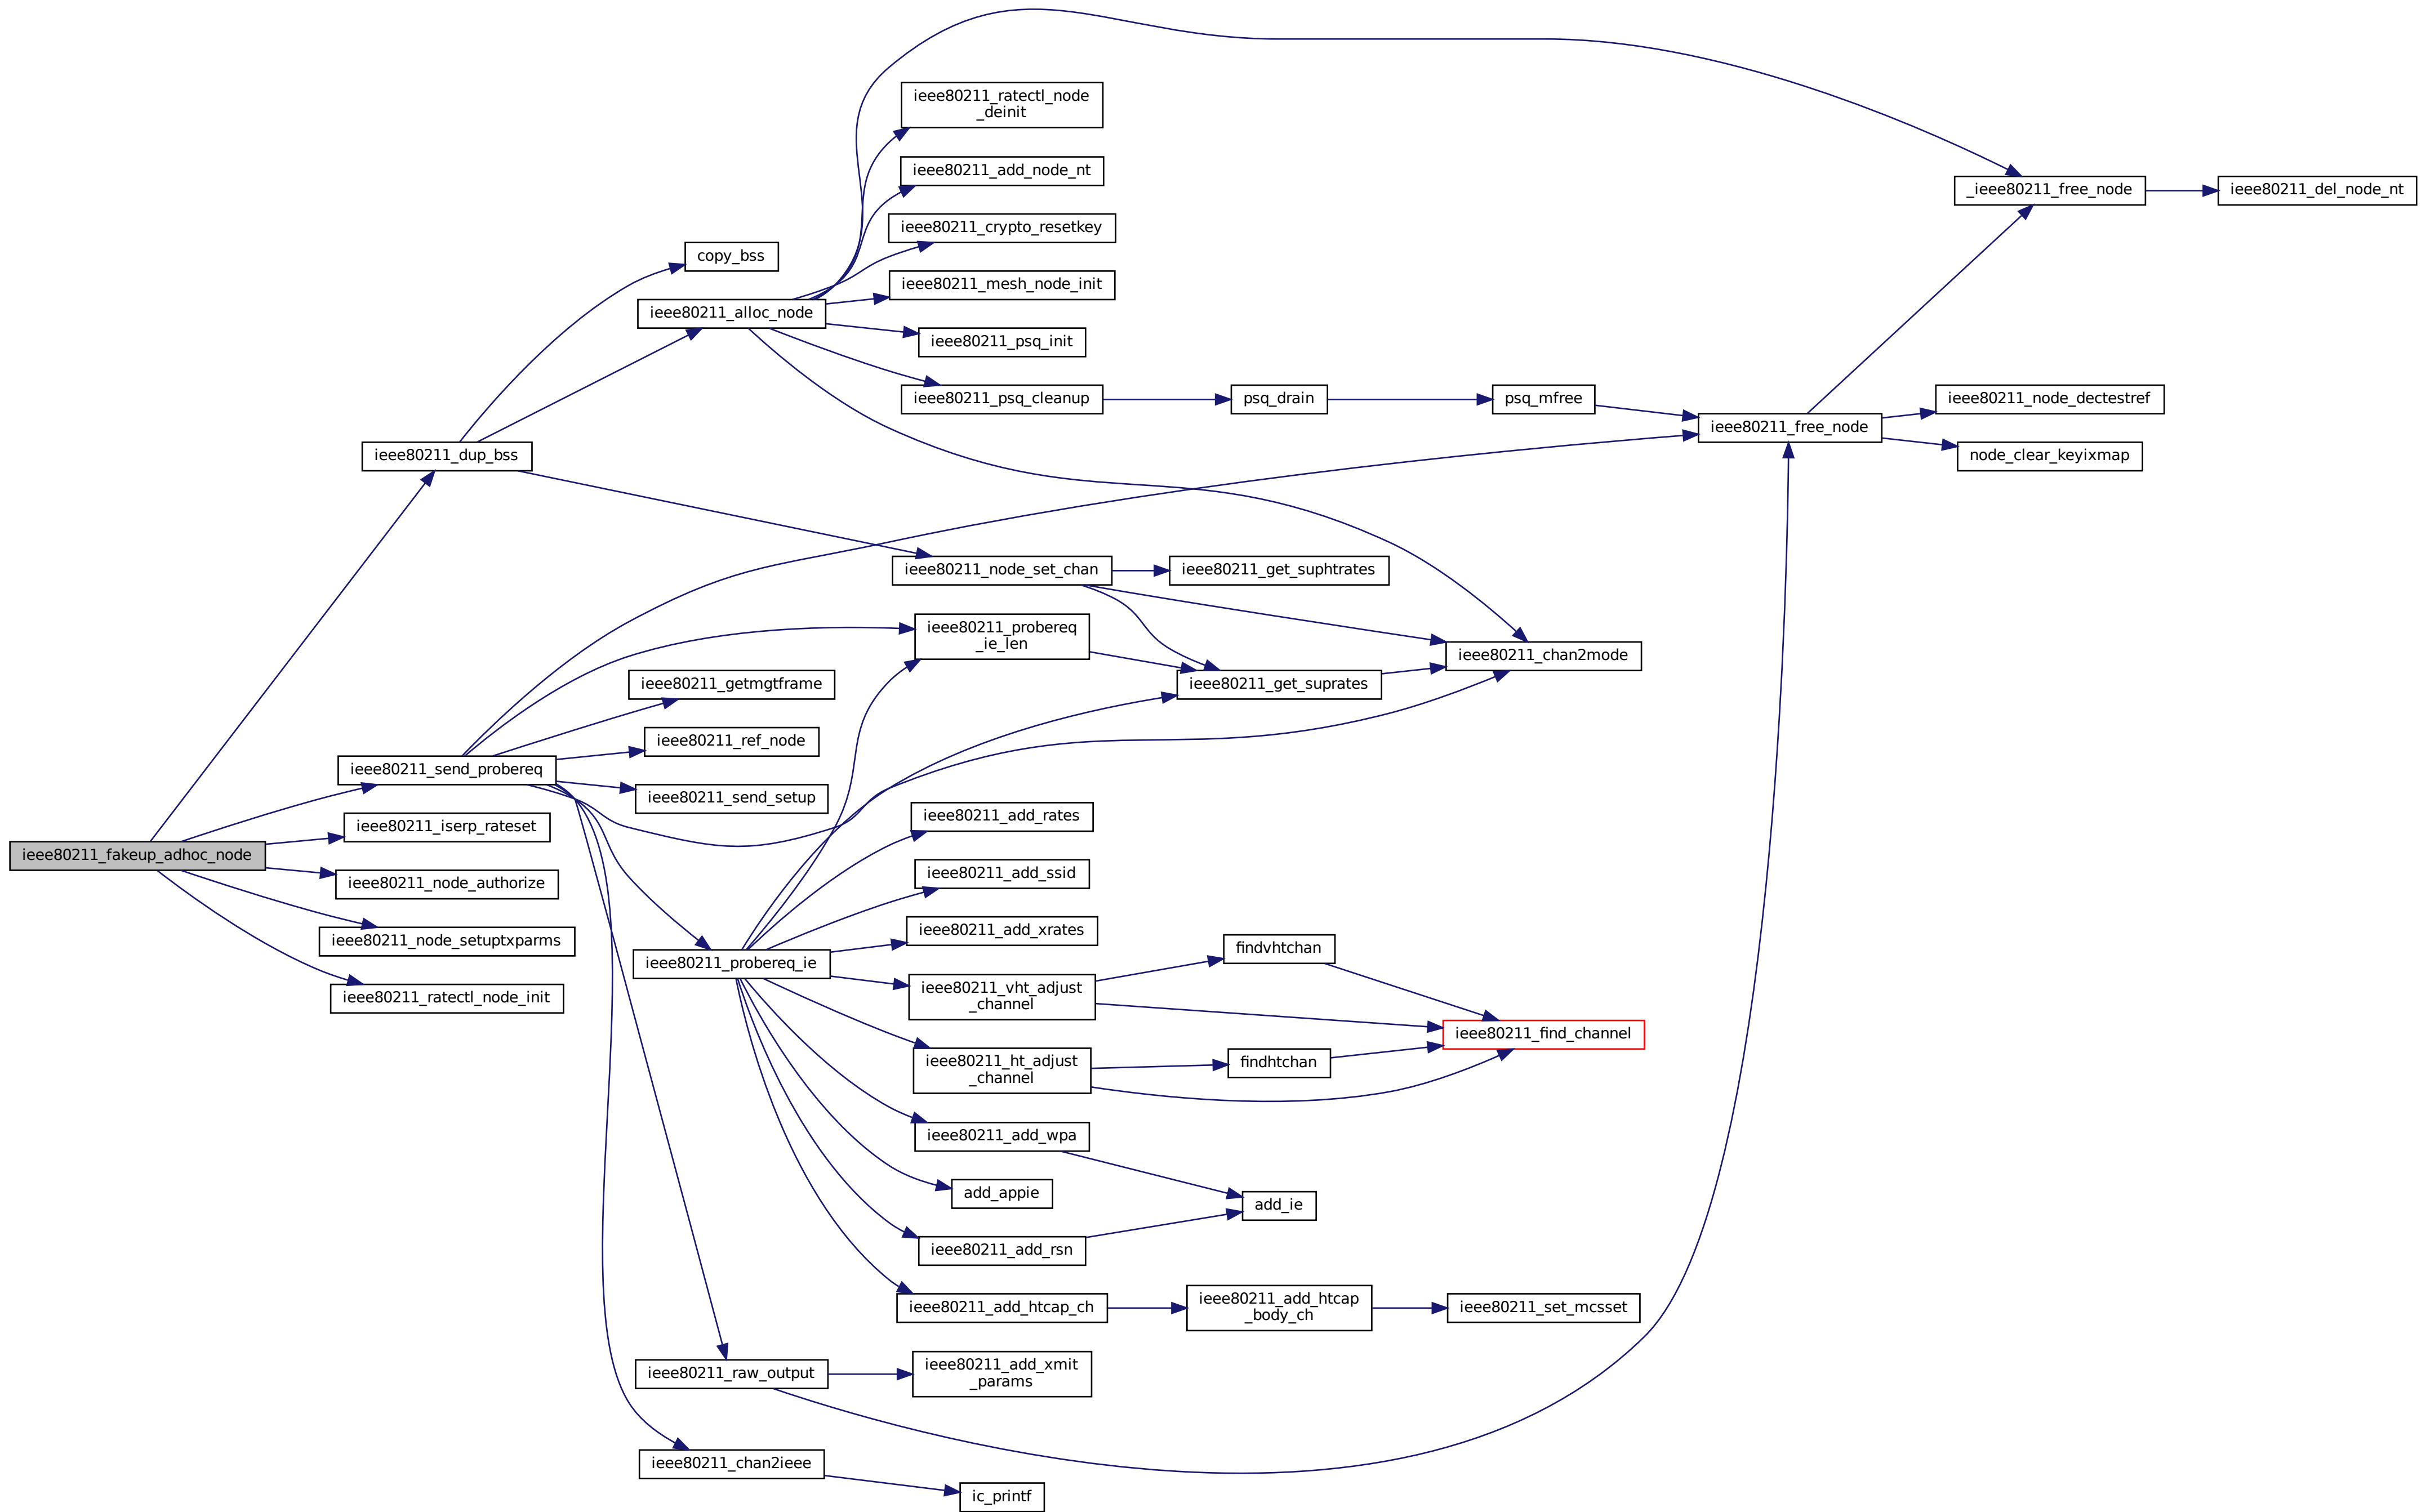 ieee80211_ratectl_node
_deinit
ieee80211_add_node_nt
_ieee80211_free_node
ieee80211_del_node_nt
ieee80211_crypto_resetkey
copy_bss
ieee80211_mesh_node_init
ieee80211_alloc_node
ieee80211_psq_init
ieee80211_psq_cleanup
psq_drain
psq_mfree
ieee80211_node_dectestref
ieee80211_free_node
ieee80211_dup_bss
node_clear_keyixmap
ieee80211_node_set_chan
ieee80211_get_suphtrates
ieee80211_probereq
_ie_len
ieee80211_chan2mode
ieee80211_getmgtframe
ieee80211_get_suprates
ieee80211_ref_node
ieee80211_send_probereq
ieee80211_send_setup
ieee80211_add_rates
ieee80211_iserp_rateset
ieee80211_fakeup_adhoc_node
ieee80211_add_ssid
ieee80211_node_authorize
ieee80211_add_xrates
ieee80211_node_setuptxparms
findvhtchan
ieee80211_probereq_ie
ieee80211_vht_adjust
_channel
ieee80211_ratectl_node_init
ieee80211_find_channel
ieee80211_ht_adjust
_channel
findhtchan
ieee80211_add_wpa
add_appie
add_ie
ieee80211_add_rsn
ieee80211_add_htcap_ch
ieee80211_add_htcap
_body_ch
ieee80211_set_mcsset
ieee80211_raw_output
ieee80211_add_xmit
_params
ieee80211_chan2ieee
ic_printf